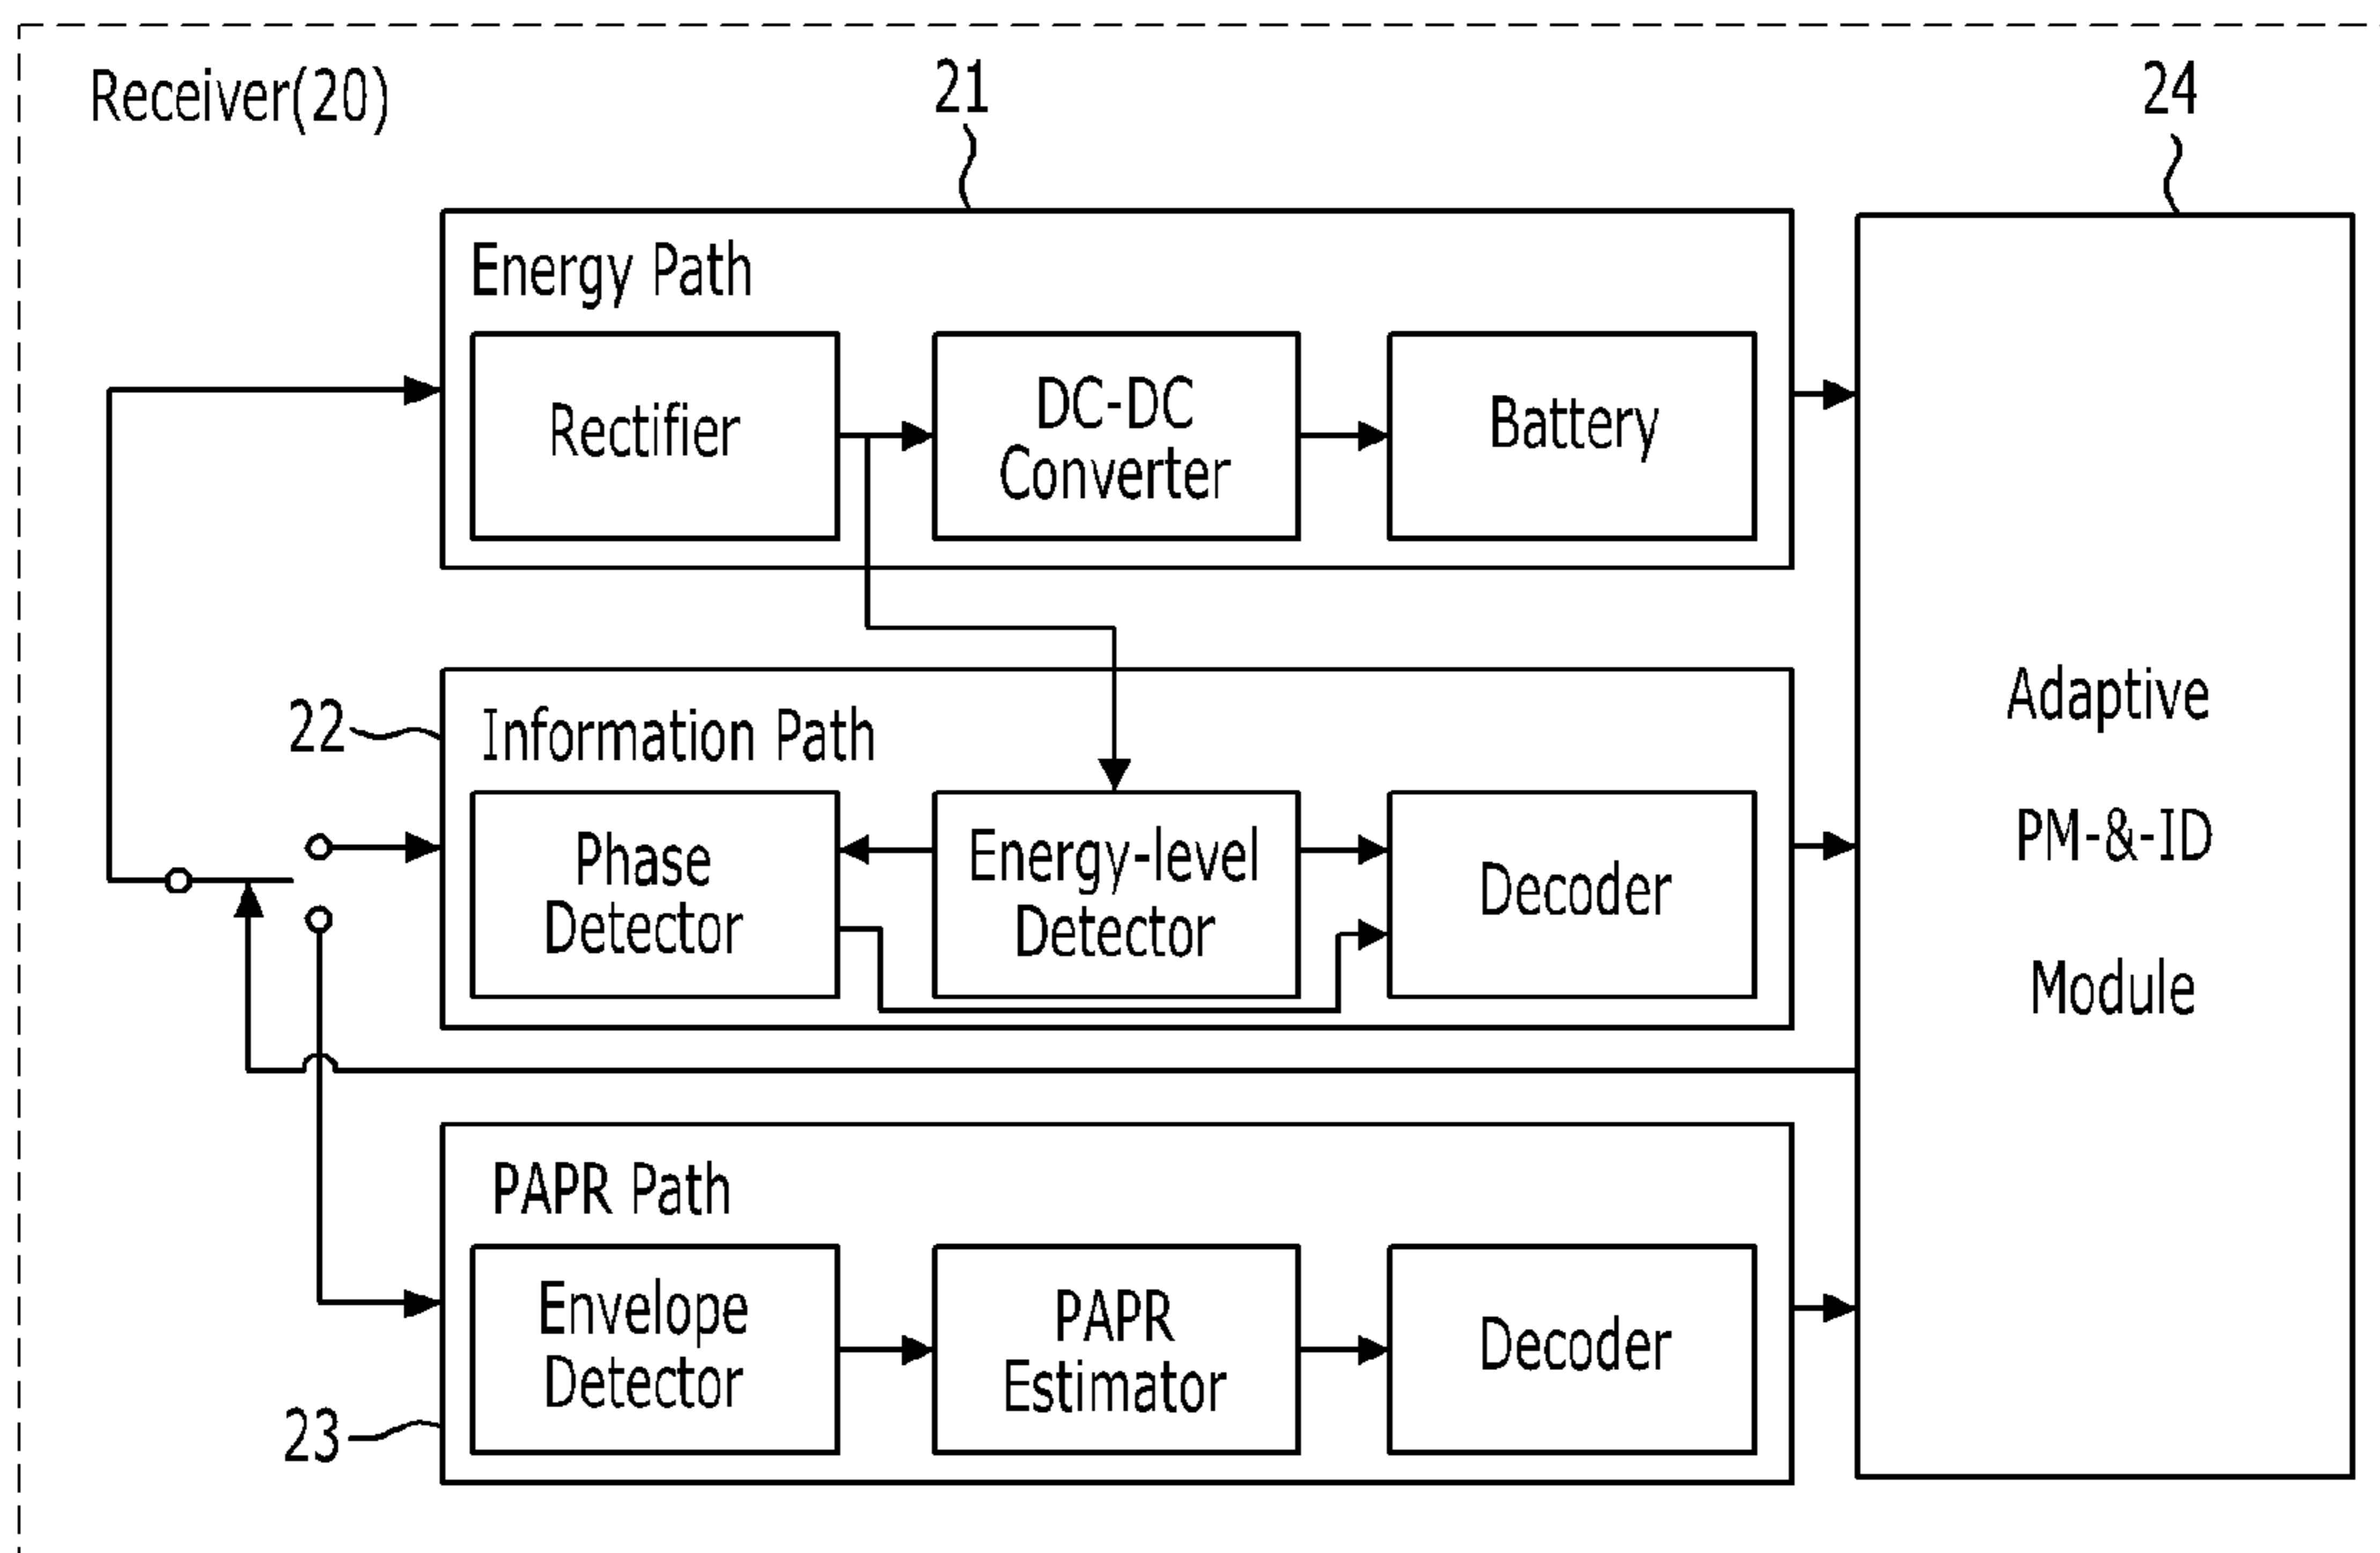 Receiver(20)
21
24
Energy Path
Rectifier
DC-DC
Converter
Battery
22
Information Path
Phase
Detector
Energy-level
Detector
Decoder
Adaptive
PM-&-ID
Module
PAPR Path
Envelope
Detector
PAPR
Estimator
Decoder
23